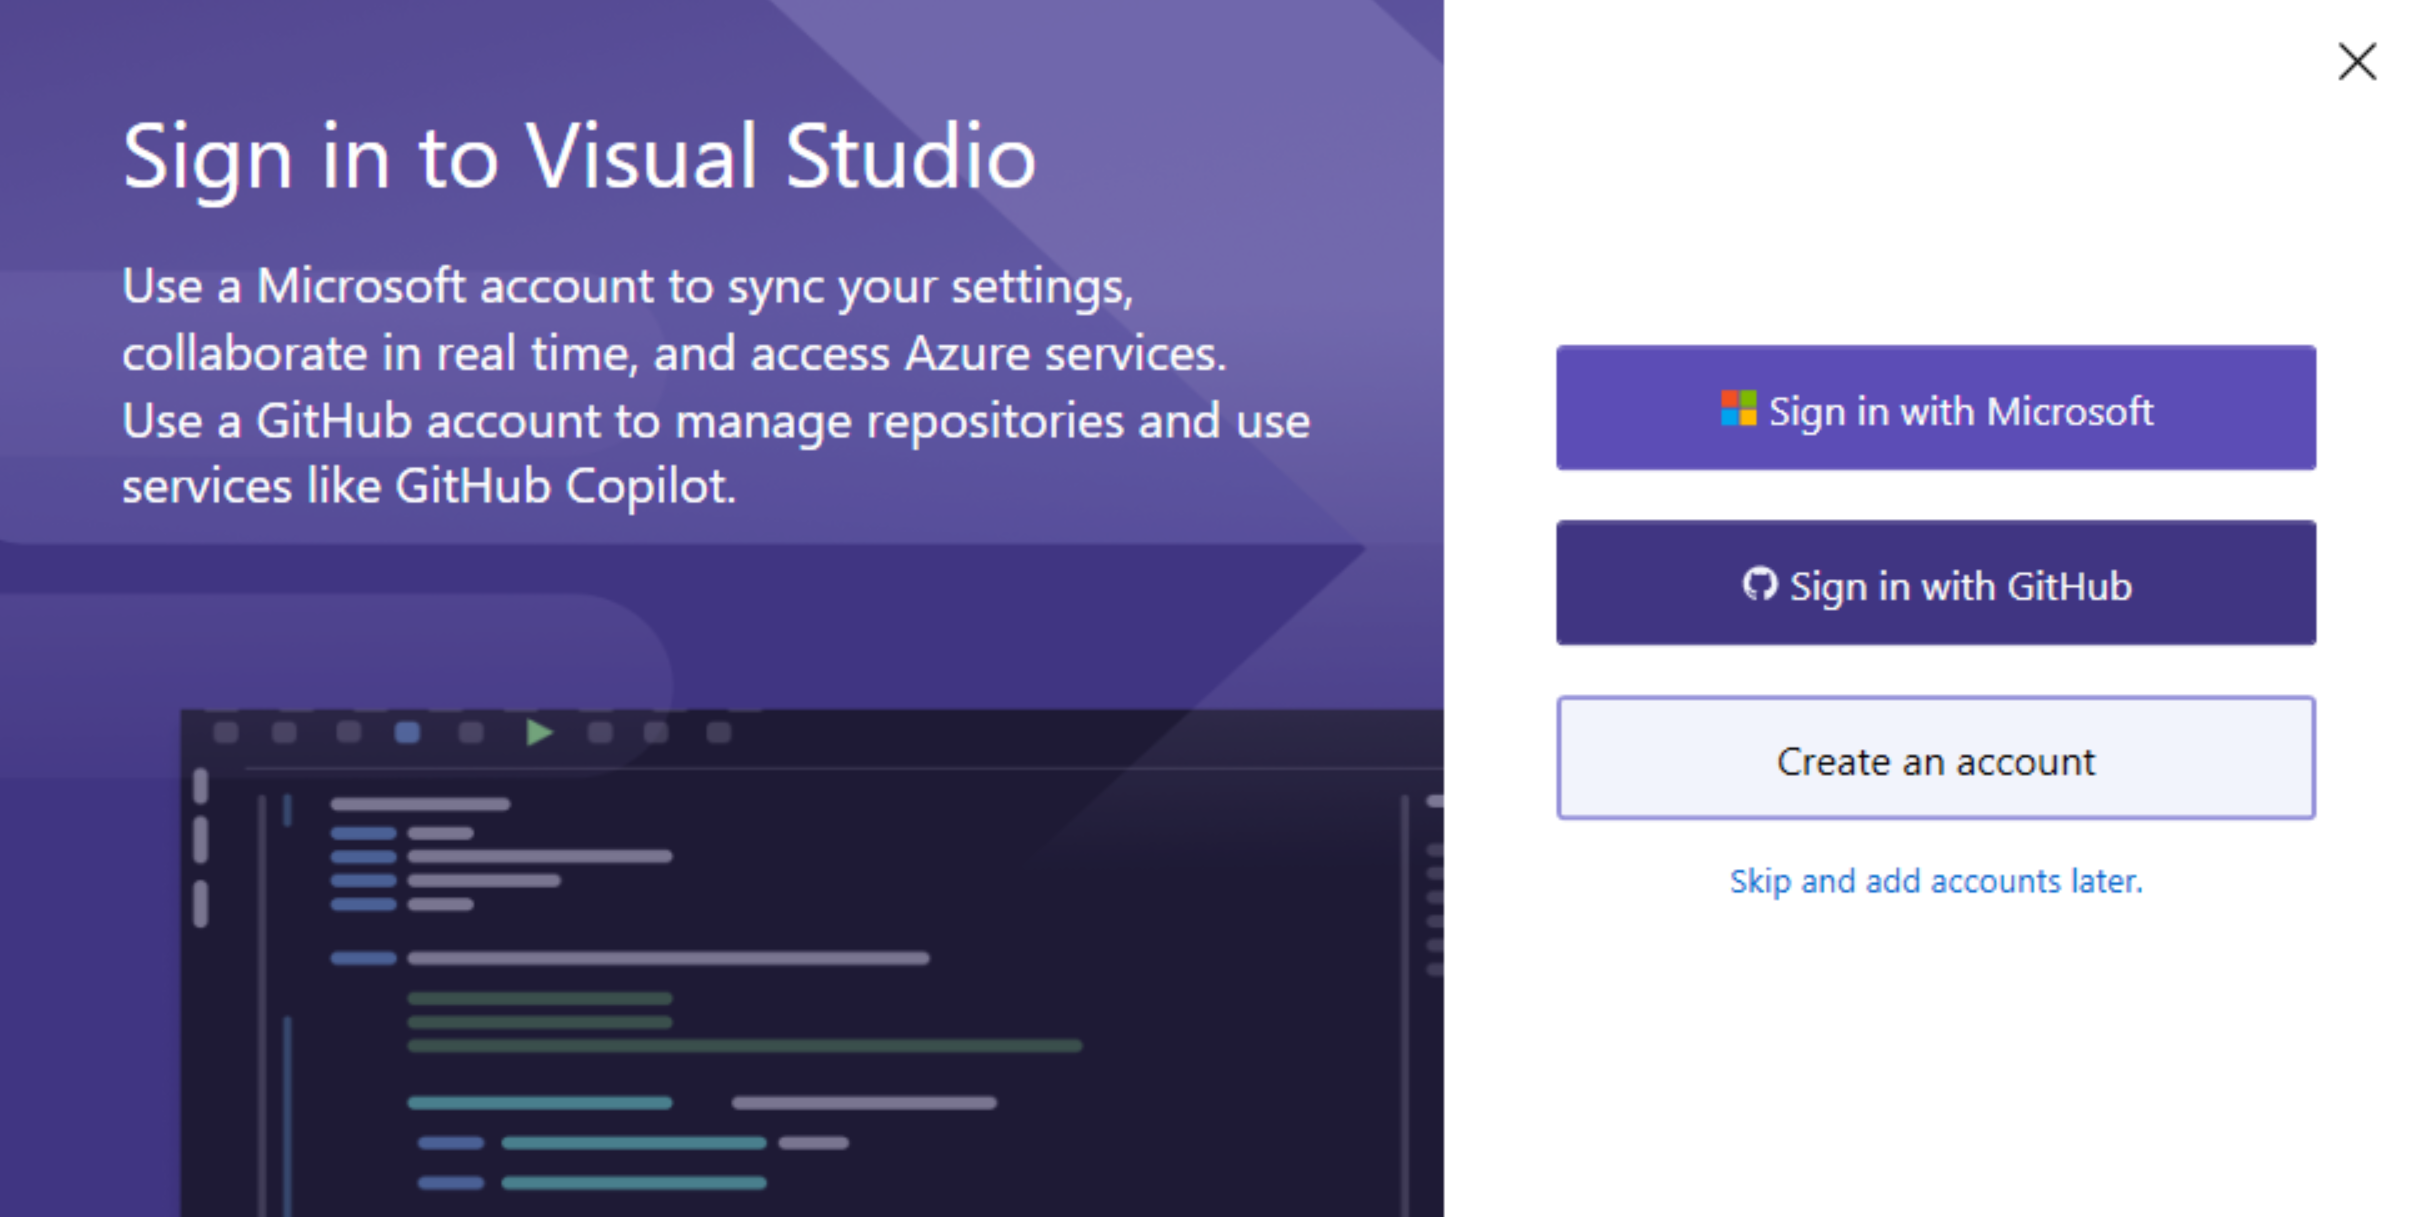 Sign in to Visual Studio
Use a Microsoft account to sync your settings,
collaborate in real time, and access Azure services.
Use a GitHub account to manage repositories and use
services like GitHub Copilot.
Sign in with Microsoft
Sign in with GitHub
Create an account
Skip and add accounts later.